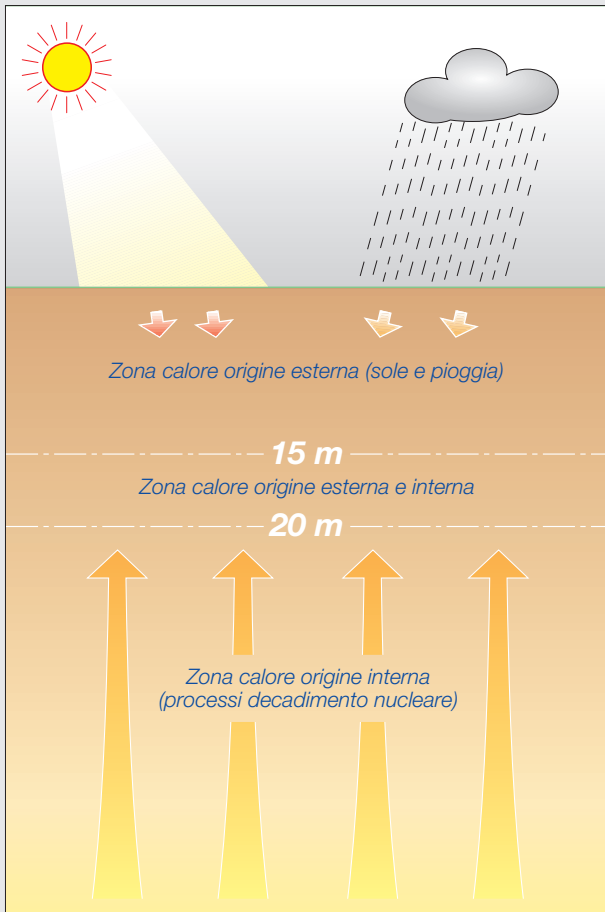 Zona calore origine esterna (sole e pioggia)
15 m
Zona calore origine esterna e interna
20 m
Zona calore origine interna
(processi decadimento nucleare)